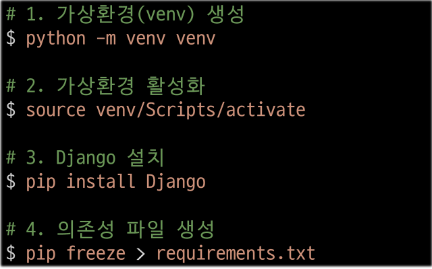 # 1. 가상환경(venv) 생성
$ python -m venv venv
# 2. 가상환경 활성화
$ source venv/Scripts/activate
# 3. Django 설치
$ pip install Django
# 4. 의존성 파일 생성
$ pip freeze > requirements.txt